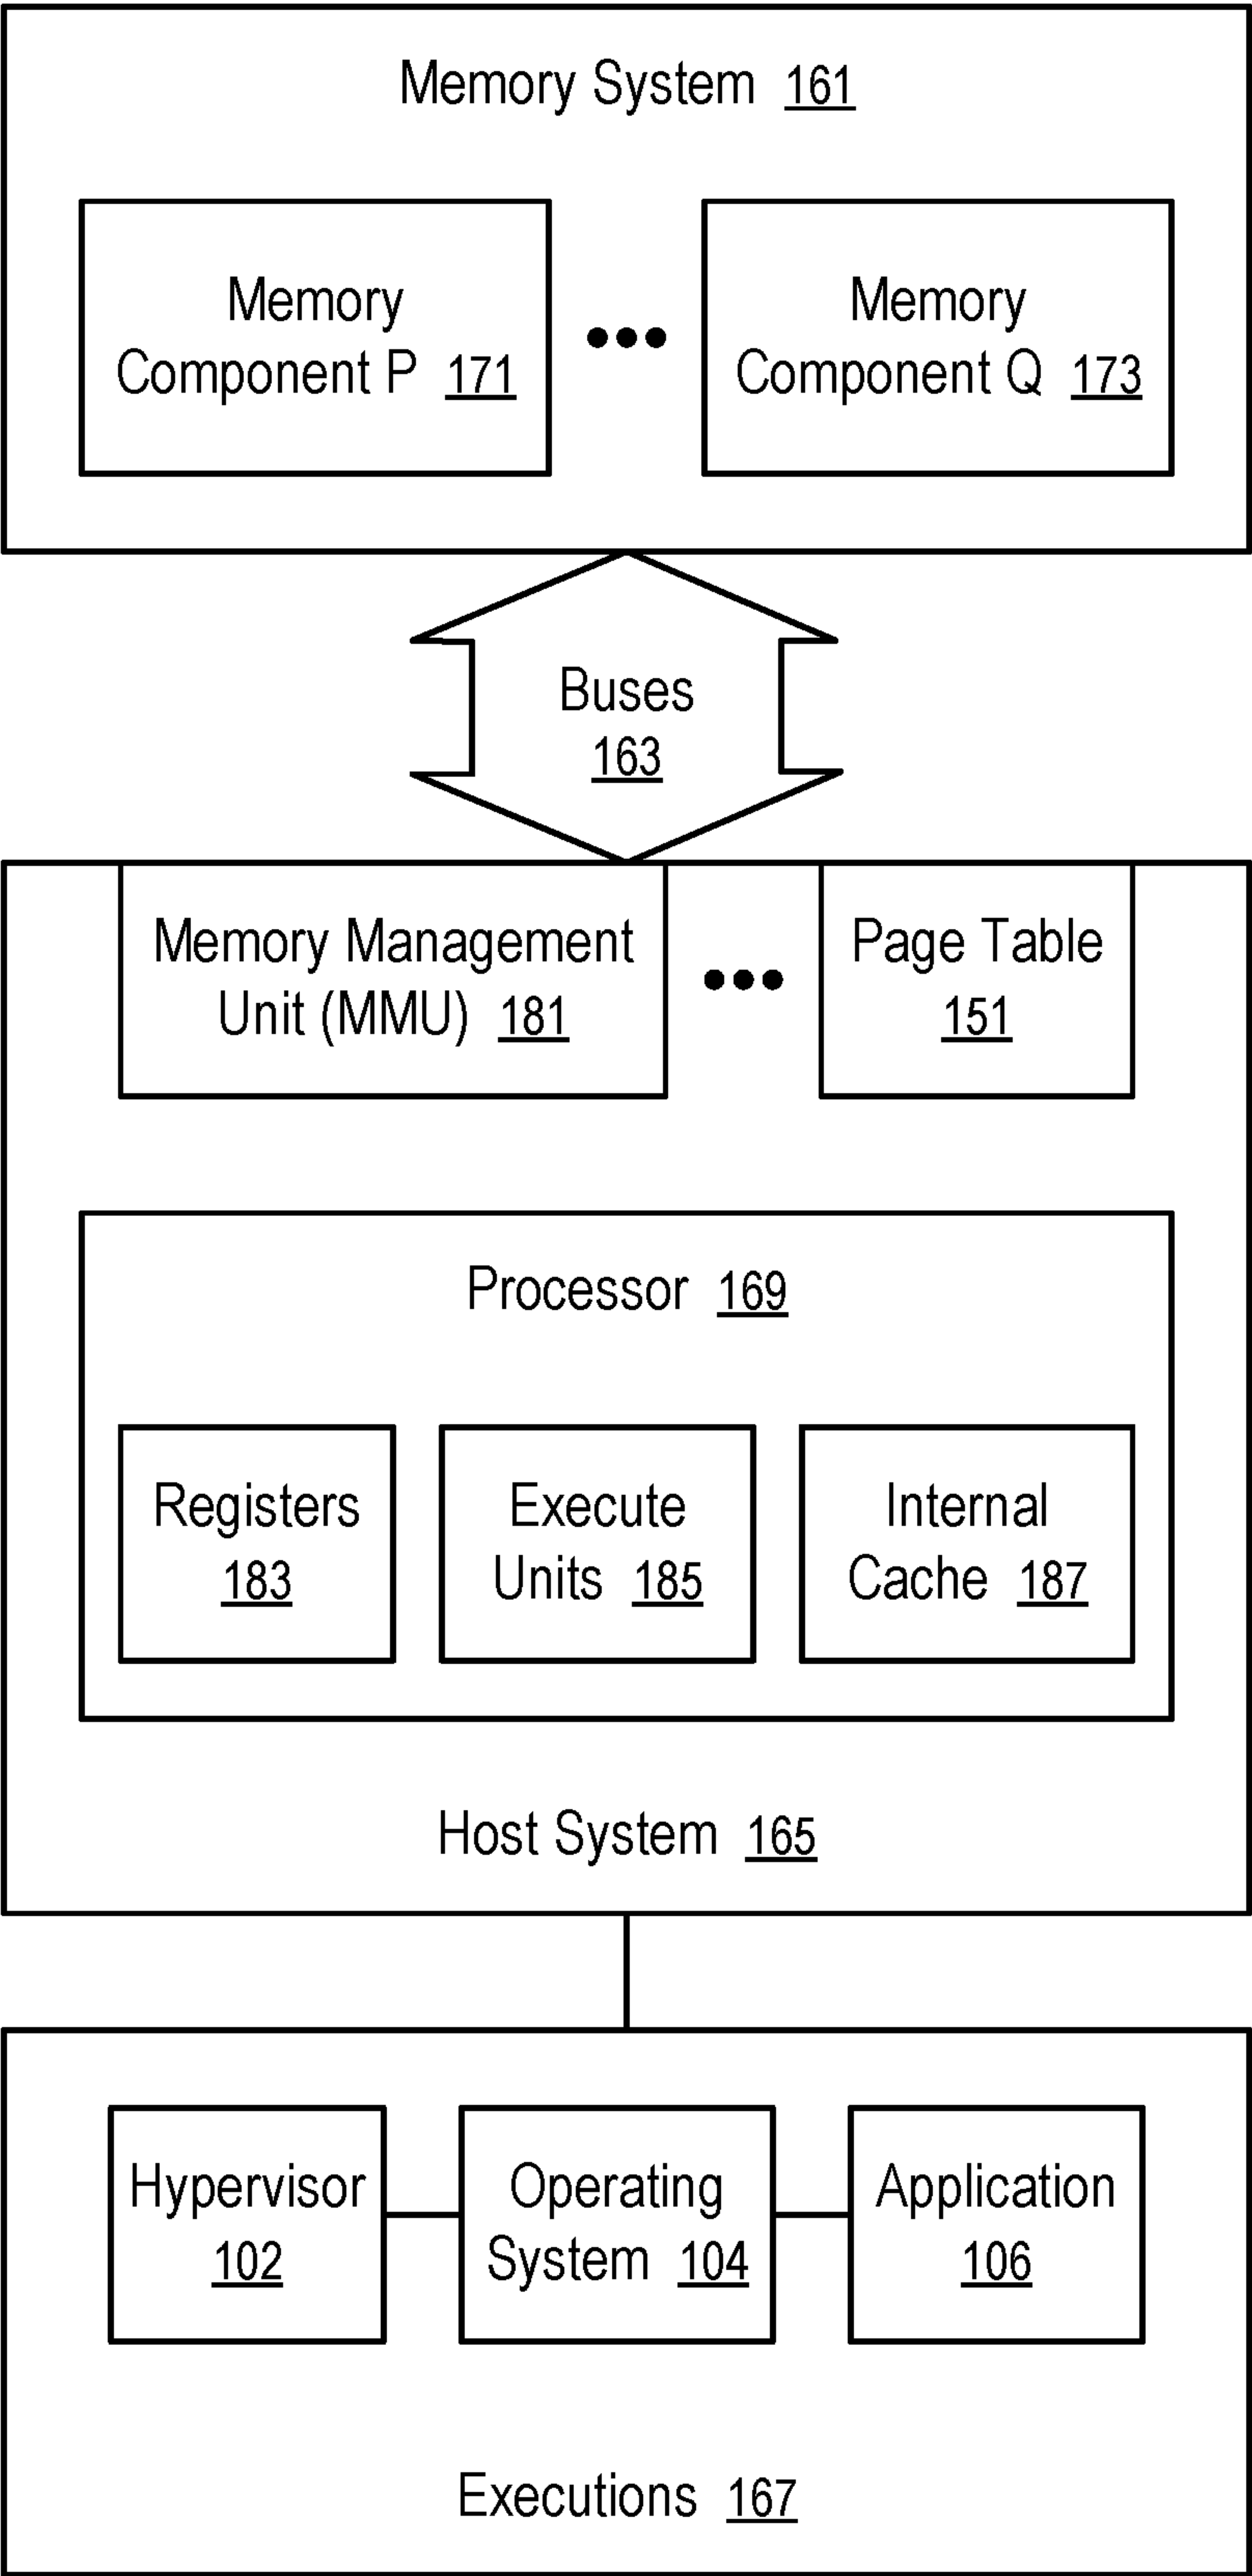 Memory System 161
Memory
Component P 171
Memory
Component Q 173
Buses
163
Memory Management
Unit (MMU) 181
Page Table
151
Processor 169
Registers
183
Execute
Units 185
Internal
Cache 187
Host System 165
Hypervisor
102
Operating
System 104
Application
106
Executions 167